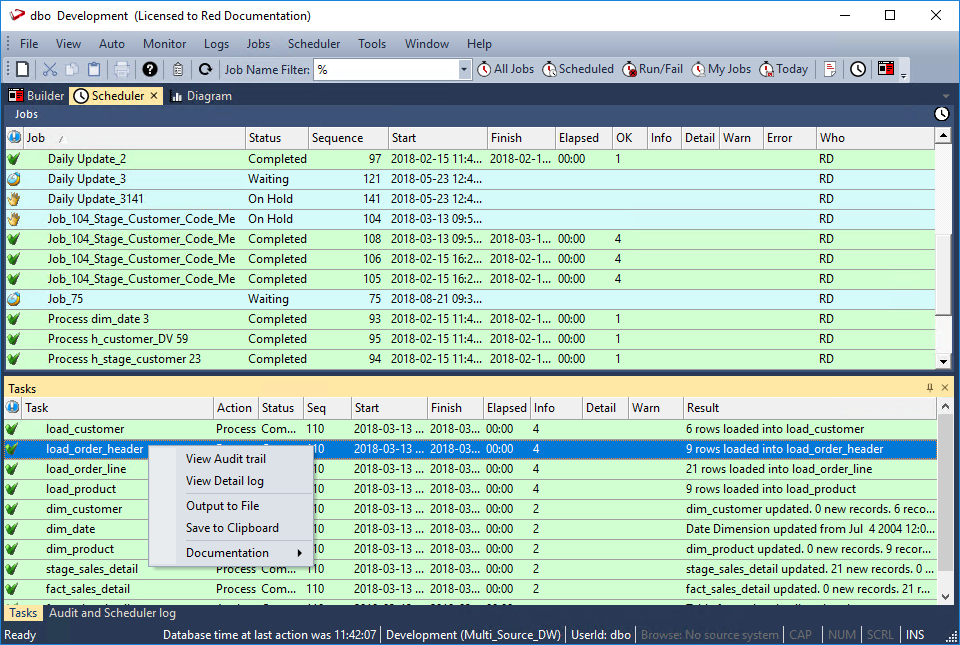 dbo Development (Licensed to Red Documentation)
File View Auto Monitor Logs Jobs Scheduler Tools Window Help
Job Name Filter: % All Jobs Scheduled Run/Fail My Jobs Today
Builder Scheduler Diagram
Jobs
Job Status Sequence Start Finish Elapsed OK Info Detail Warn Error Who
Daily Update_2 Completed 97 2018-02-15 11:4... 2018-02-1... 00:00 1 RD
Daily Update_3 Waiting 121 2018-05-23 12:4... RD
Daily Update_3141 On Hold 141 2018-05-23 12:4... RD
Job_104_Stage_Customer_Code_Me On Hold 104 2018-03-13 09:5... RD
Job_104_Stage_Customer_Code_Me Completed 108 2018-03-13 09:5... 2018-03-1... 00:00 4 RD
Job_104_Stage_Customer_Code_Me Completed 106 2018-02-15 16:2... 2018-02-1... 00:00 4 RD
Job_104_Stage_Customer_Code_Me Completed 105 2018-02-15 16:2... 2018-02-1... 00:00 4 RD
Job_75 Waiting 75 2018-08-21 09:3... RD
Process dim_date 3 Completed 93 2018-02-15 11:4... 2018-02-1... 00:00 1 RD
Process h_customer_DV 59 Completed 95 2018-02-15 11:4... 2018-02-1... 00:00 1 RD
Process h_stage_customer 23 Completed 94 2018-02-15 11:4... 2018-02-1... 00:00 1 RD
Tasks
Task Action Status Seq Start Finish Elapsed Info Detail Warn Result
load_customer Process Com... 110 2018-03-13 ... 2018-03-... 00:00 4 6 rows loaded into load_customer
load_order_header 2018-03-13 ... 2018-03-... 00:00 4 9 rows loaded into load_order_header
View Audit trail
load_order_line 10 2018-03-13 ... 2018-03-... 00:00 4 21 rows loaded into load_order_line
View Detail log
load_product 10 2018-03-13 ... 2018-03-... 00:00 4 9 rows loaded into load_product
Output to File
dim_customer 10 2018-03-13 ... 2018-03-... 00:00 2 dim_customer updated. 0 new records. 6 reco...
Save to Clipboard
dim_date 10 2018-03-13 ... 2018-03-... 00:00 2 Date Dimension updated from Jul 4 2004 12:0...
Documentation
dim_product 10 2018-03-13 ... 2018-03-... 00:00 2 dim_product updated. 0 new records. 9 recor...
stage_sales_detail Process Com... 110 2018-03-13 ... 2018-03-... 00:00 2 stage_sales_detail updated. 21 new records. 0 ...
fact_sales_detail Process Com... 110 2018-03-13 ... 2018-03-... 00:00 2 fact_sales_detail updated. 0 new records. 21 r...
Tasks Audit and Scheduler log
Ready Database time at last action was 11:42:07 Development (Multi_Source_DW) UserId: dbo Browse: No source system CAP NUM SCRL INS